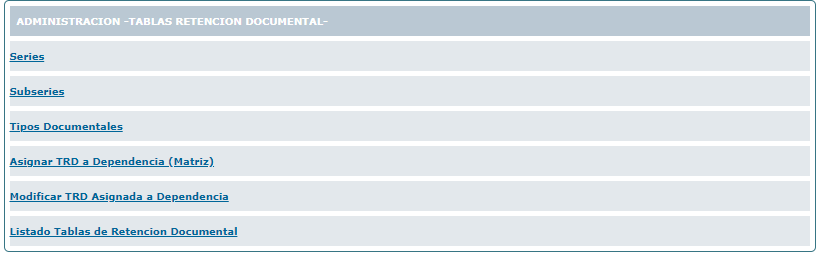 ADMINISTRACION -TABLAS RETENCION DOCUMENTAL-
Series
Subseries
Tipos Documentales
Asignar TRD a Dependencia (Matriz)
Modificar TRD Asignada a Dependencia
Listado Tablas de Retencion Documental